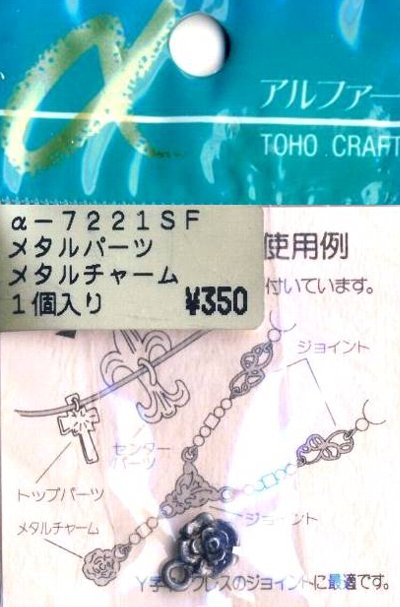 α
アルファー
TOHO CRAFT
α-7221SF
メタルパーツ
メタルチャーム
1個入り ¥350
使用例
付いています。
ジョイント
センター
パーツ
トップパーツ
メタルチャーム
ジョイント
Y字ネックレスのジョイントに最適です。